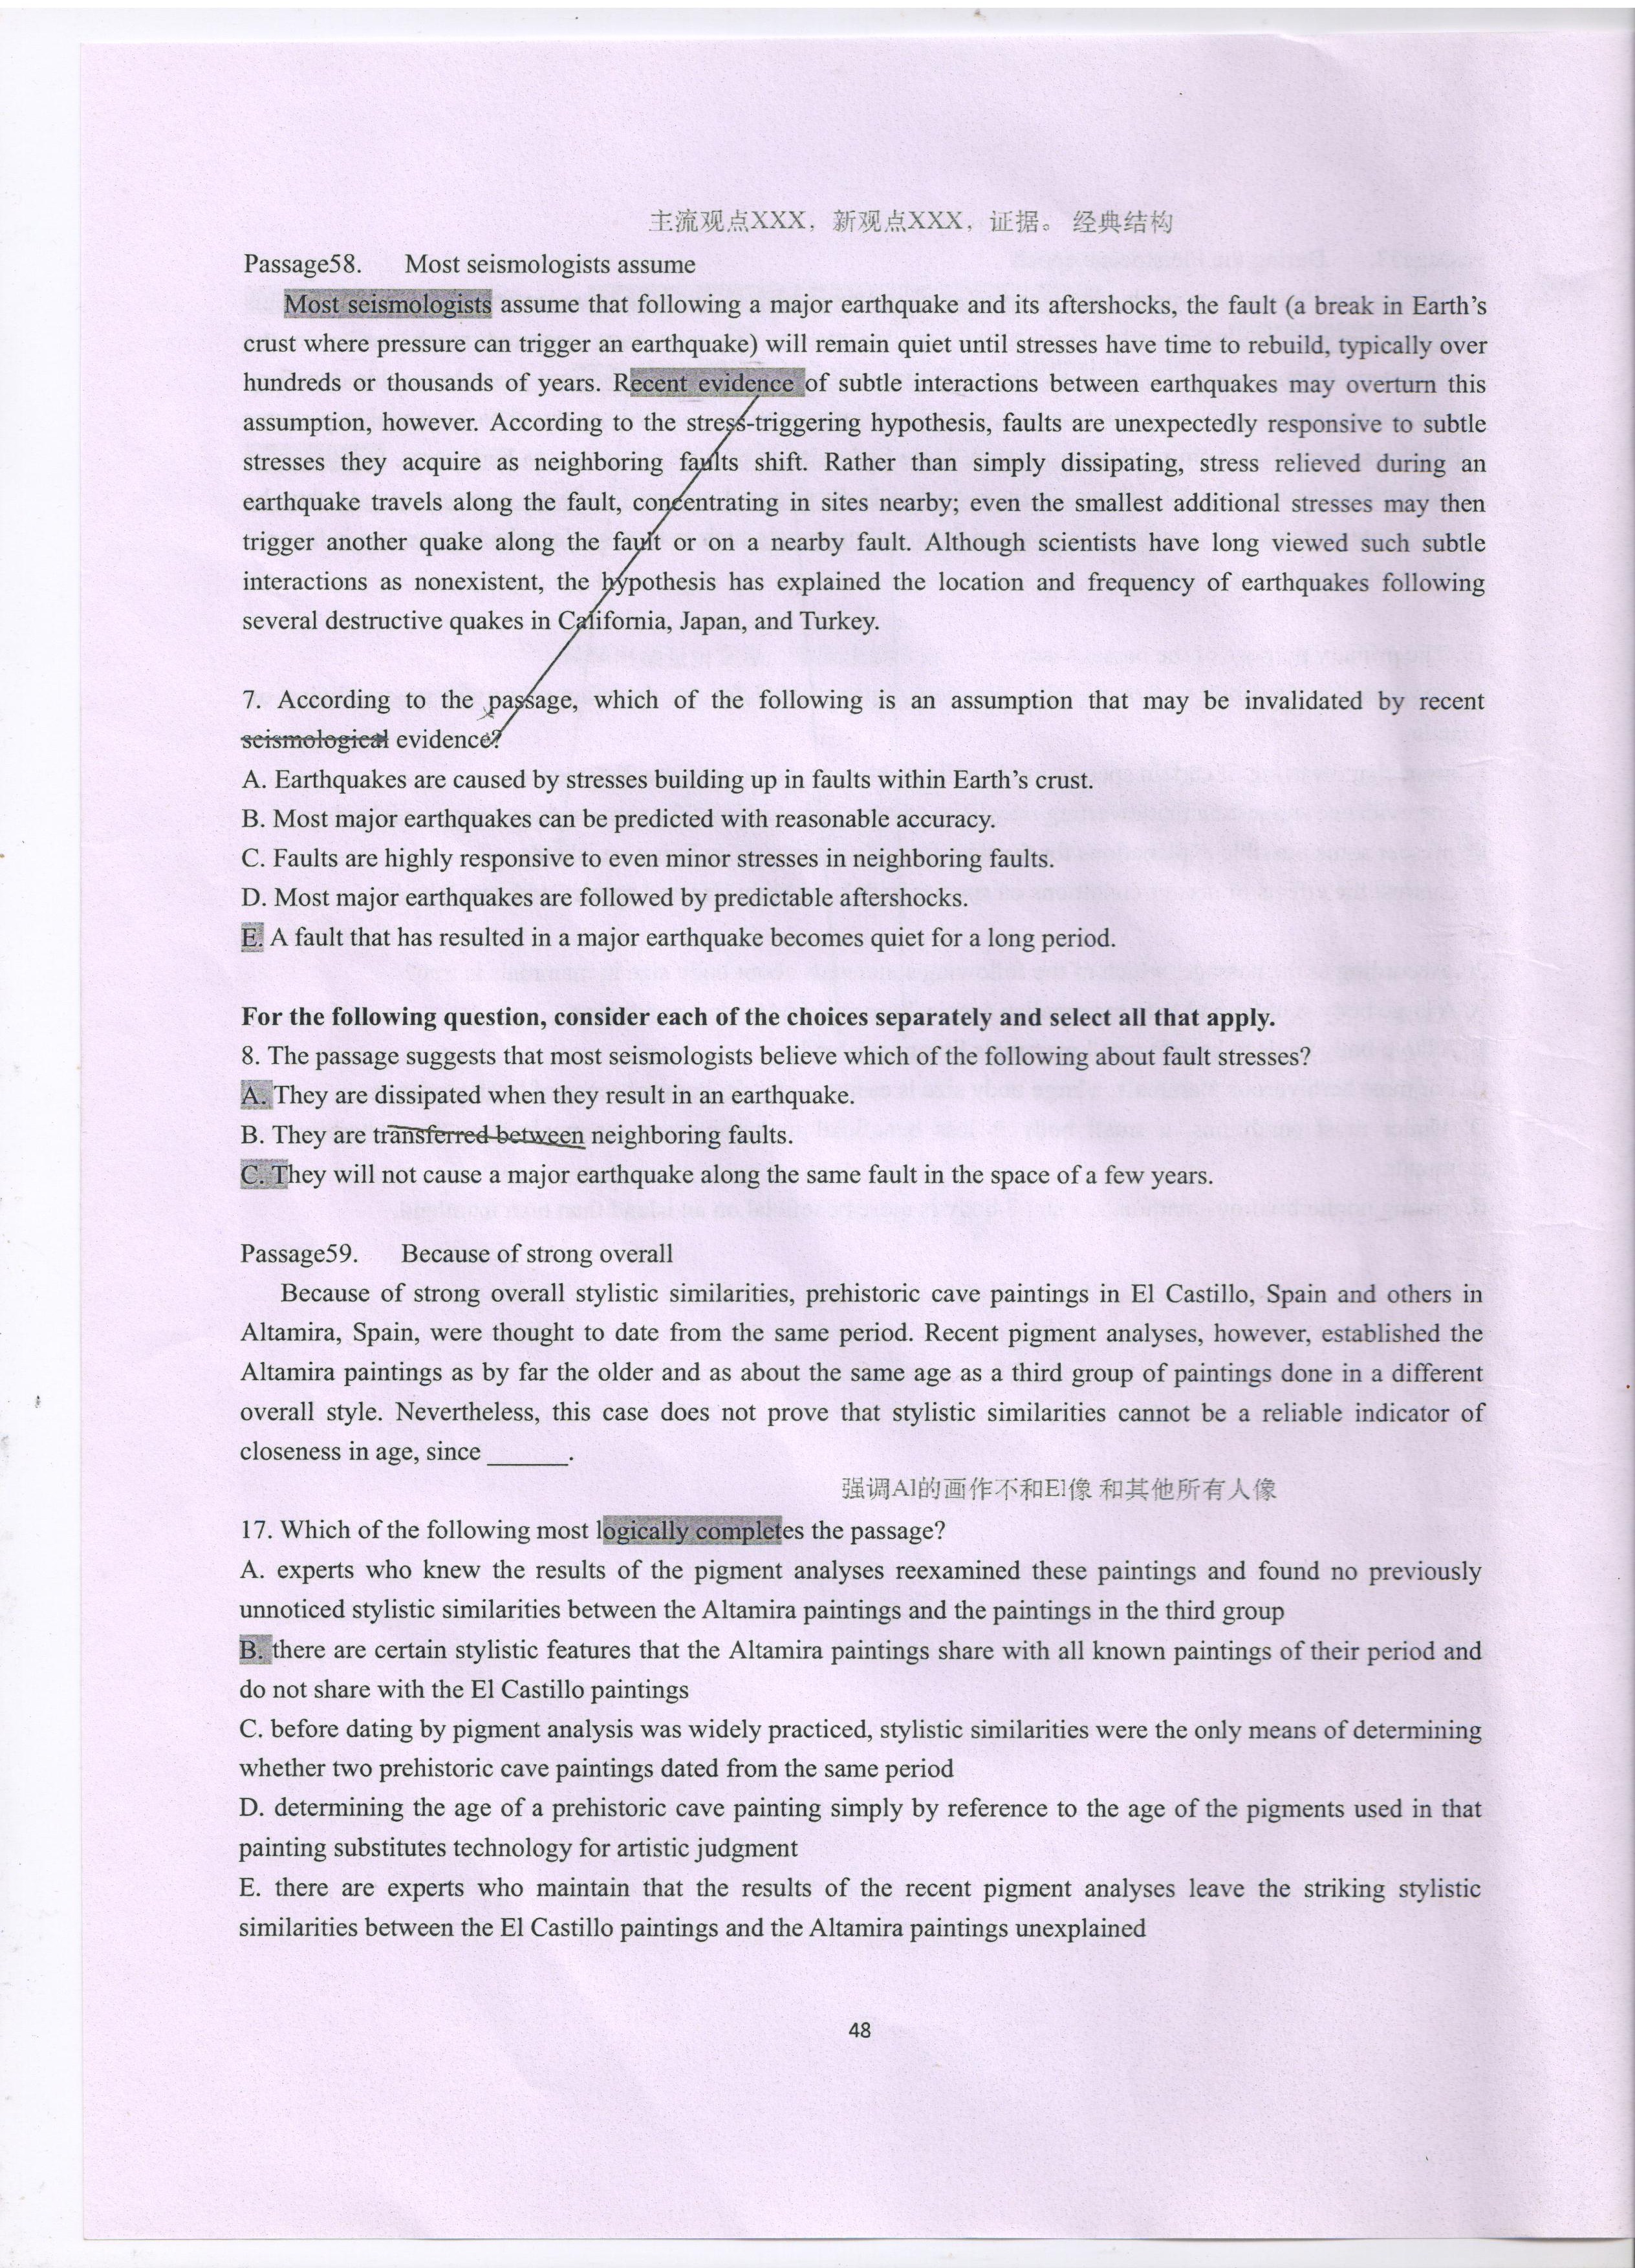 主流观点XXX，新观点XXX，证据。 经典结构
Passage58. Most seismologists assume
Most seismologists assume that following a major earthquake and its aftershocks, the fault (a break in Earth's
crust where pressure can trigger an earthquake) will remain quiet until stresses have time to rebuild, typically over
hundreds or thousands of years. Recent evidence of subtle interactions between earthquakes may overturn this
assumption, however. According to the stress-triggering hypothesis, faults are unexpectedly responsive to subtle
stresses they acquire as neighboring faults shift. Rather than simply dissipating, stress relieved during an
earthquake travels along the fault, concentrating in sites nearby; even the smallest additional stresses may then
trigger another quake along the fault or on a nearby fault. Although scientists have long viewed such subtle
interactions as nonexistent, the hypothesis has explained the location and frequency of earthquakes following
several destructive quakes in California, Japan, and Turkey.
7. According to the passage, which of the following is an assumption that may be invalidated by recent
seismological evidence?
A. Earthquakes are caused by stresses building up in faults within Earth's crust.
B. Most major earthquakes can be predicted with reasonable accuracy.
C. Faults are highly responsive to even minor stresses in neighboring faults.
D. Most major earthquakes are followed by predictable aftershocks.
E. A fault that has resulted in a major earthquake becomes quiet for a long period.
For the following question, consider each of the choices separately and select all that apply.
8. The passage suggests that most seismologists believe which of the following about fault stresses?
A. They are dissipated when they result in an earthquake.
B. They are transferred between neighboring faults.
C. They will not cause a major earthquake along the same fault in the space of a few years.
Passage59. Because of strong overall
Because of strong overall stylistic similarities, prehistoric cave paintings in El Castillo, Spain and others in
Altamira, Spain, were thought to date from the same period. Recent pigment analyses, however, established the
Altamira paintings as by far the older and as about the same age as a third group of paintings done in a different
overall style. Nevertheless, this case does not prove that stylistic similarities cannot be a reliable indicator of
closeness in age, since ______.
强调Al的画作不和El像 和其他所有人像
17. Which of the following most logically completes the passage?
A. experts who knew the results of the pigment analyses reexamined these paintings and found no previously
unnoticed stylistic similarities between the Altamira paintings and the paintings in the third group
B. there are certain stylistic features that the Altamira paintings share with all known paintings of their period and
do not share with the El Castillo paintings
C. before dating by pigment analysis was widely practiced, stylistic similarities were the only means of determining
whether two prehistoric cave paintings dated from the same period
D. determining the age of a prehistoric cave painting simply by reference to the age of the pigments used in that
painting substitutes technology for artistic judgment
E. there are experts who maintain that the results of the recent pigment analyses leave the striking stylistic
similarities between the El Castillo paintings and the Altamira paintings unexplained
48